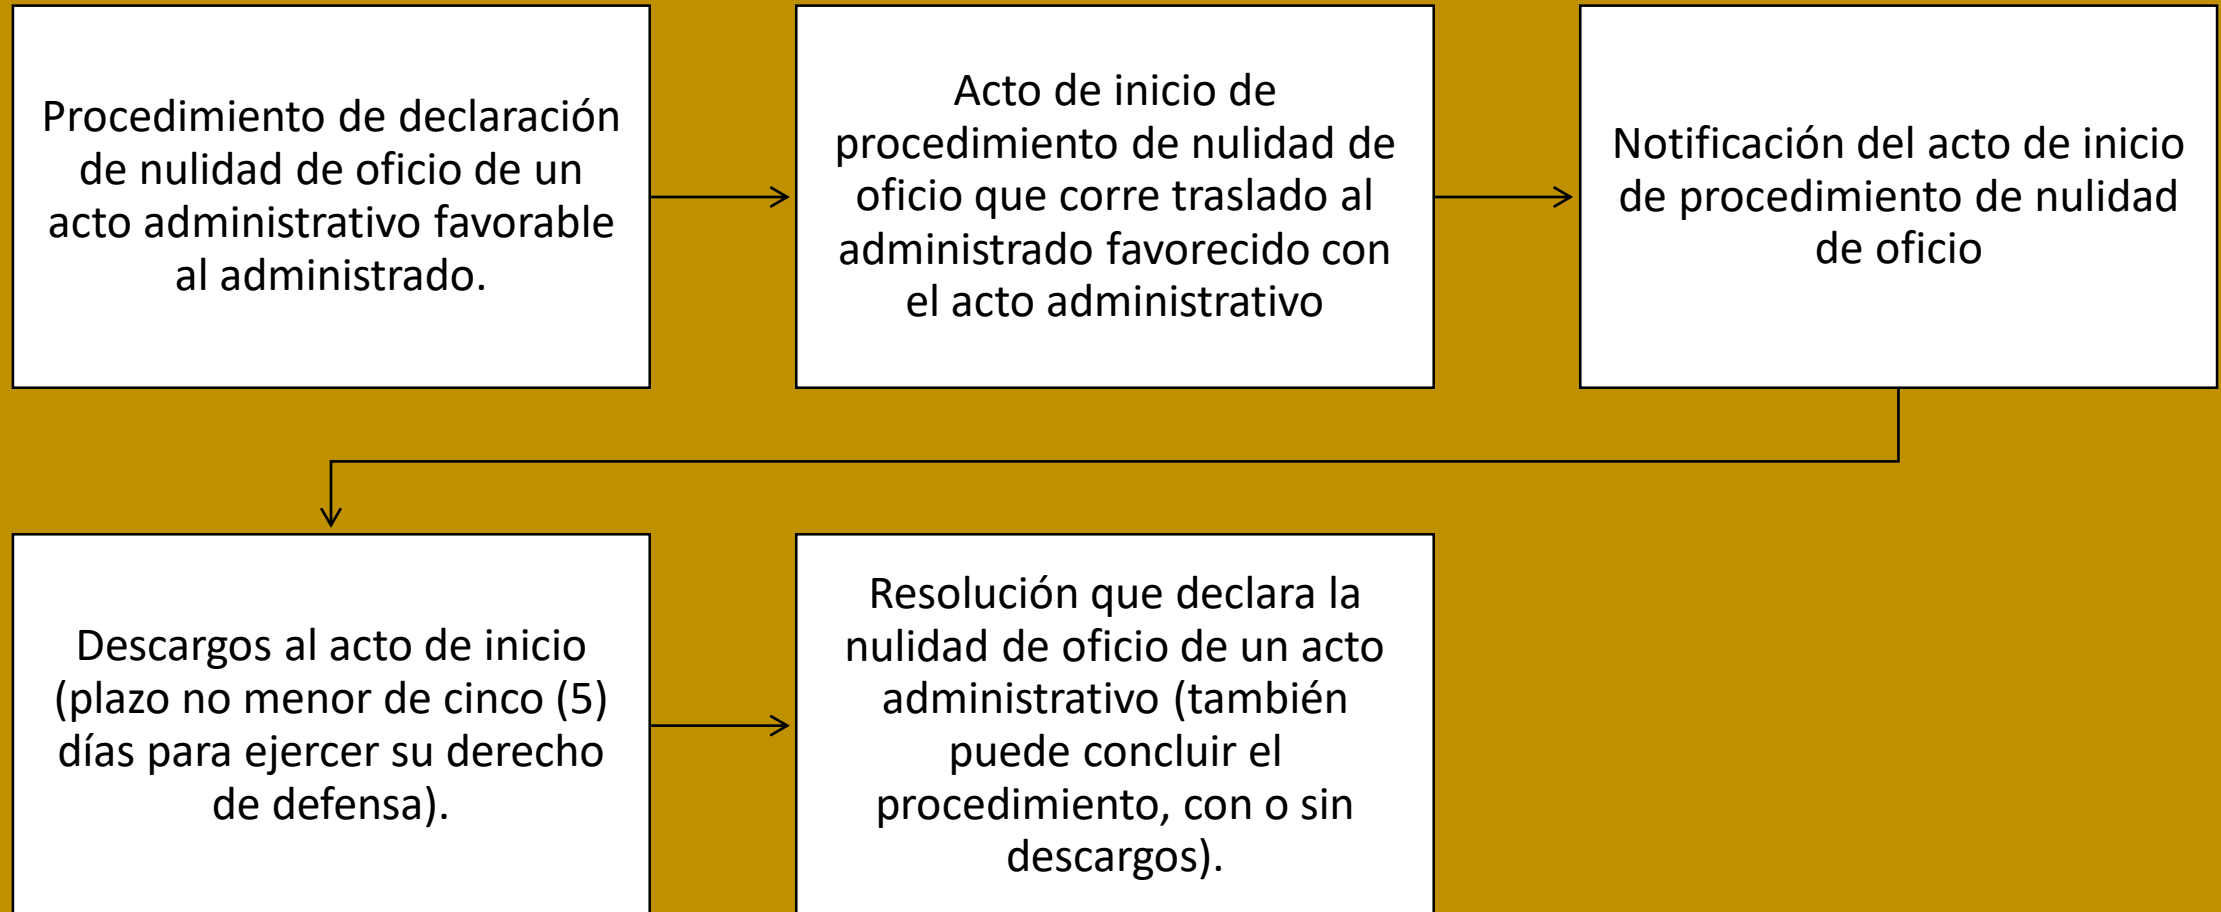 Procedimiento de declaración
de nulidad de oficio de un
acto administrativo favorable
al administrado.
Acto de inicio de
procedimiento de nulidad de
oficio que corre traslado al
administrado favorecido con
el acto administrativo
Notificación del acto de inicio
de procedimiento de nulidad
de oficio
Descargos al acto de inicio
(plazo no menor de cinco (5)
días para ejercer su derecho
de defensa).
Resolución que declara la
nulidad de oficio de un acto
administrativo (también
puede concluir el
procedimiento, con o sin
descargos).